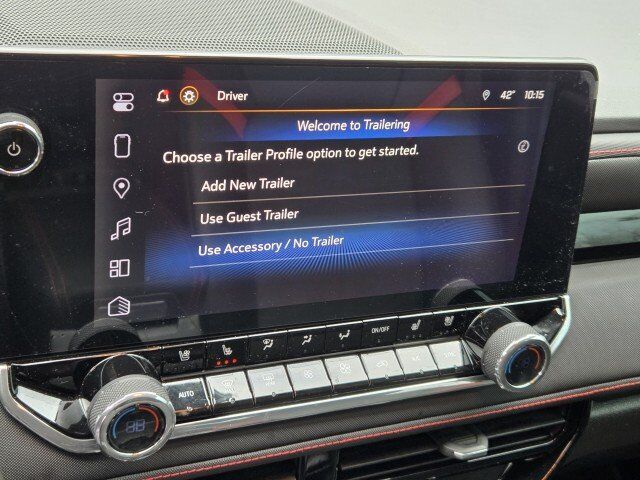 Driver
42° 10:15
Welcome to Trailering
Choose a Trailer Profile option to get started.
Add New Trailer
Use Guest Trailer
Use Accessory / No Trailer
ON/OFF
AUTO
A/C
SYNC